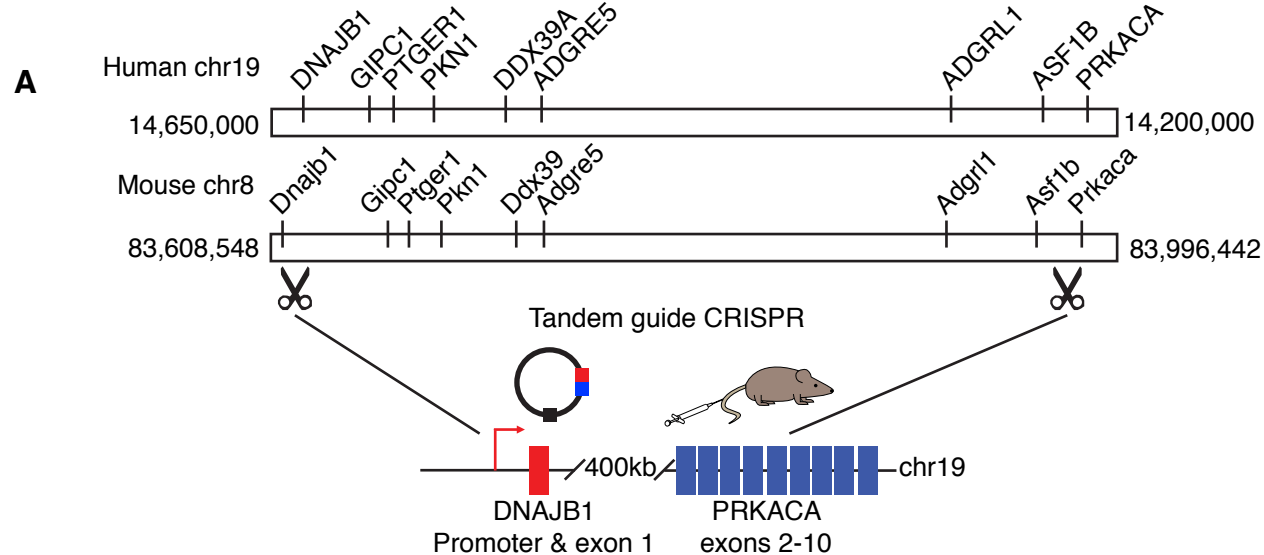 A
Human chr19
DNAJB1
GIPC1
PTGER1
PKN1
DDX39A
ADGRE5
ADGRL1
ASF1B
PRKACA
14,650,000
14,200,000
Mouse chr8
Dnajb1
Gipc1
Ptger1
Pkn1
Ddx39
Adgre5
Adgrl1
Asf1b
Prkaca
83,608,548
83,996,442
Tandem guide CRISPR
400kb
chr19
DNAJB1
Promoter & exon 1
PRKACA
exons 2-10